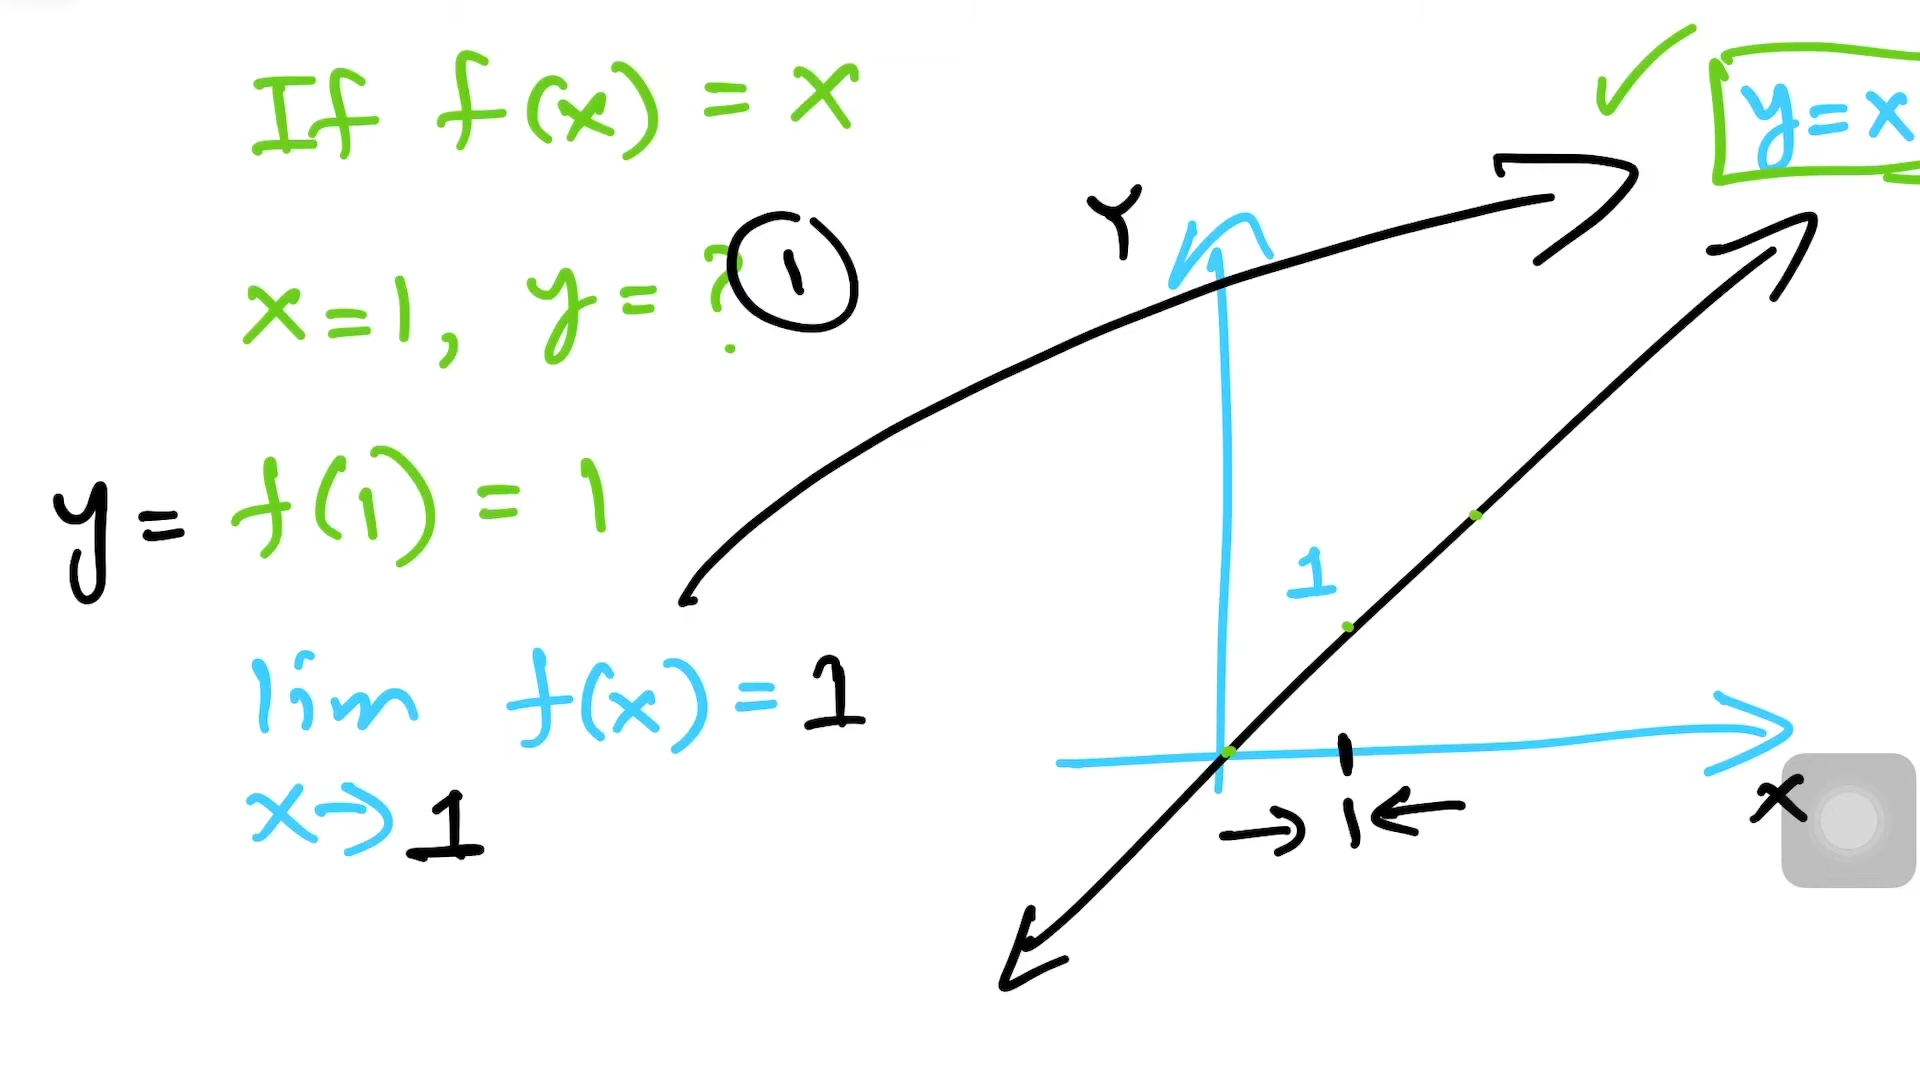 If f(x) = x
x=1, y= ? 1
y = f(1) = 1
lim f(x) = 1
x→ 1
y=x
Y
1
1
x